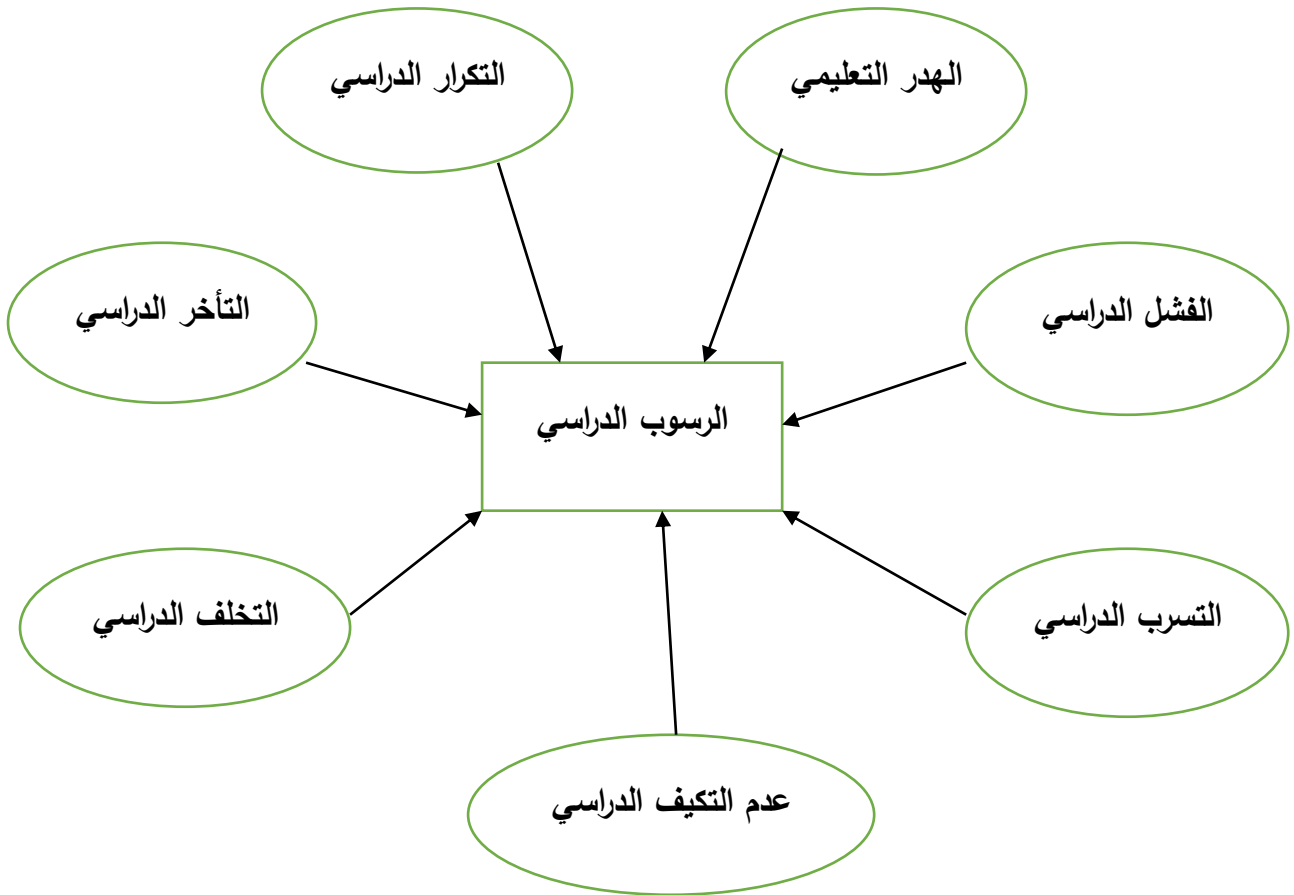 الهدر التعليمي
التكرار الدراسي
الفشل الدراسي
التأخر الدراسي
الرسوب الدراسي
التسرب الدراسي
التخلف الدراسي
عدم التكيف الدراسي